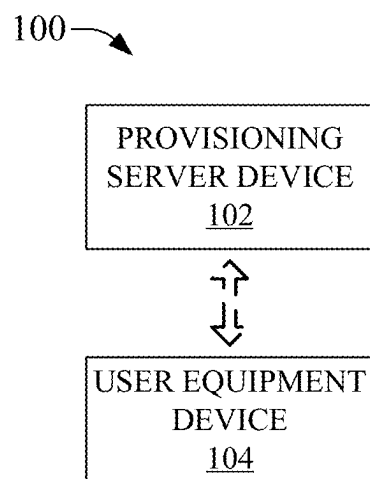 100
PROVISIONING
SERVER DEVICE
102
USER EQUIPMENT
DEVICE
104